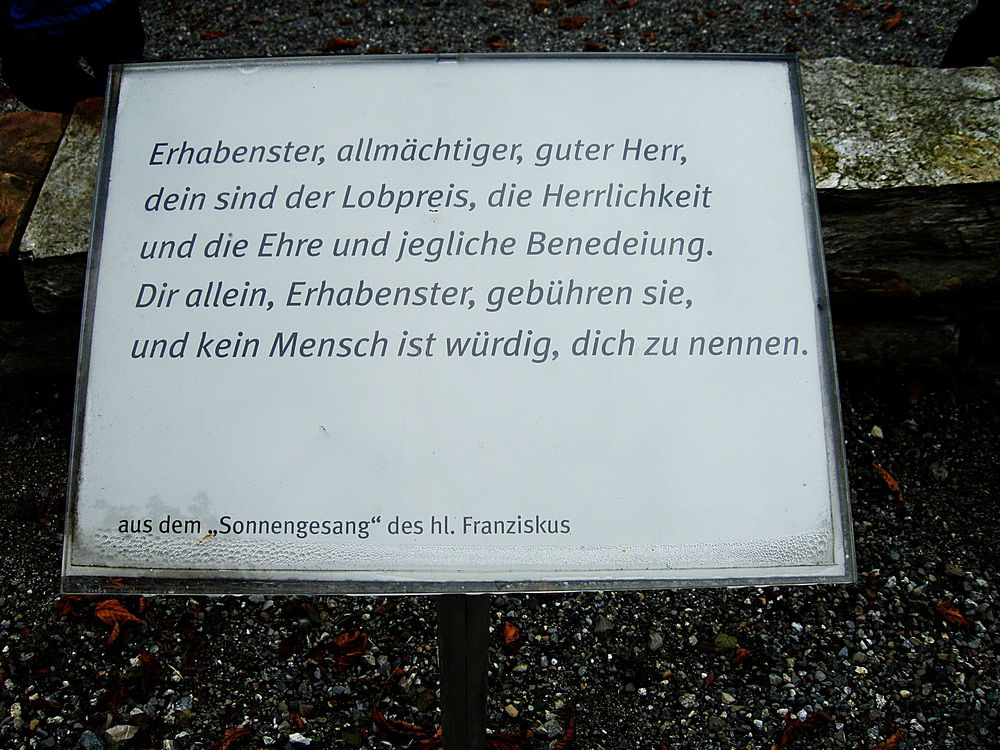 Erhabenster, allmächtiger, guter Herr,
dein sind der Lobpreis, die Herrlichkeit
und die Ehre und jegliche Benedeiung.
Dir allein, Erhabenster, gebühren sie,
und kein Mensch ist würdig, dich zu nennen.
aus dem „Sonnengesang“ des hl. Franziskus